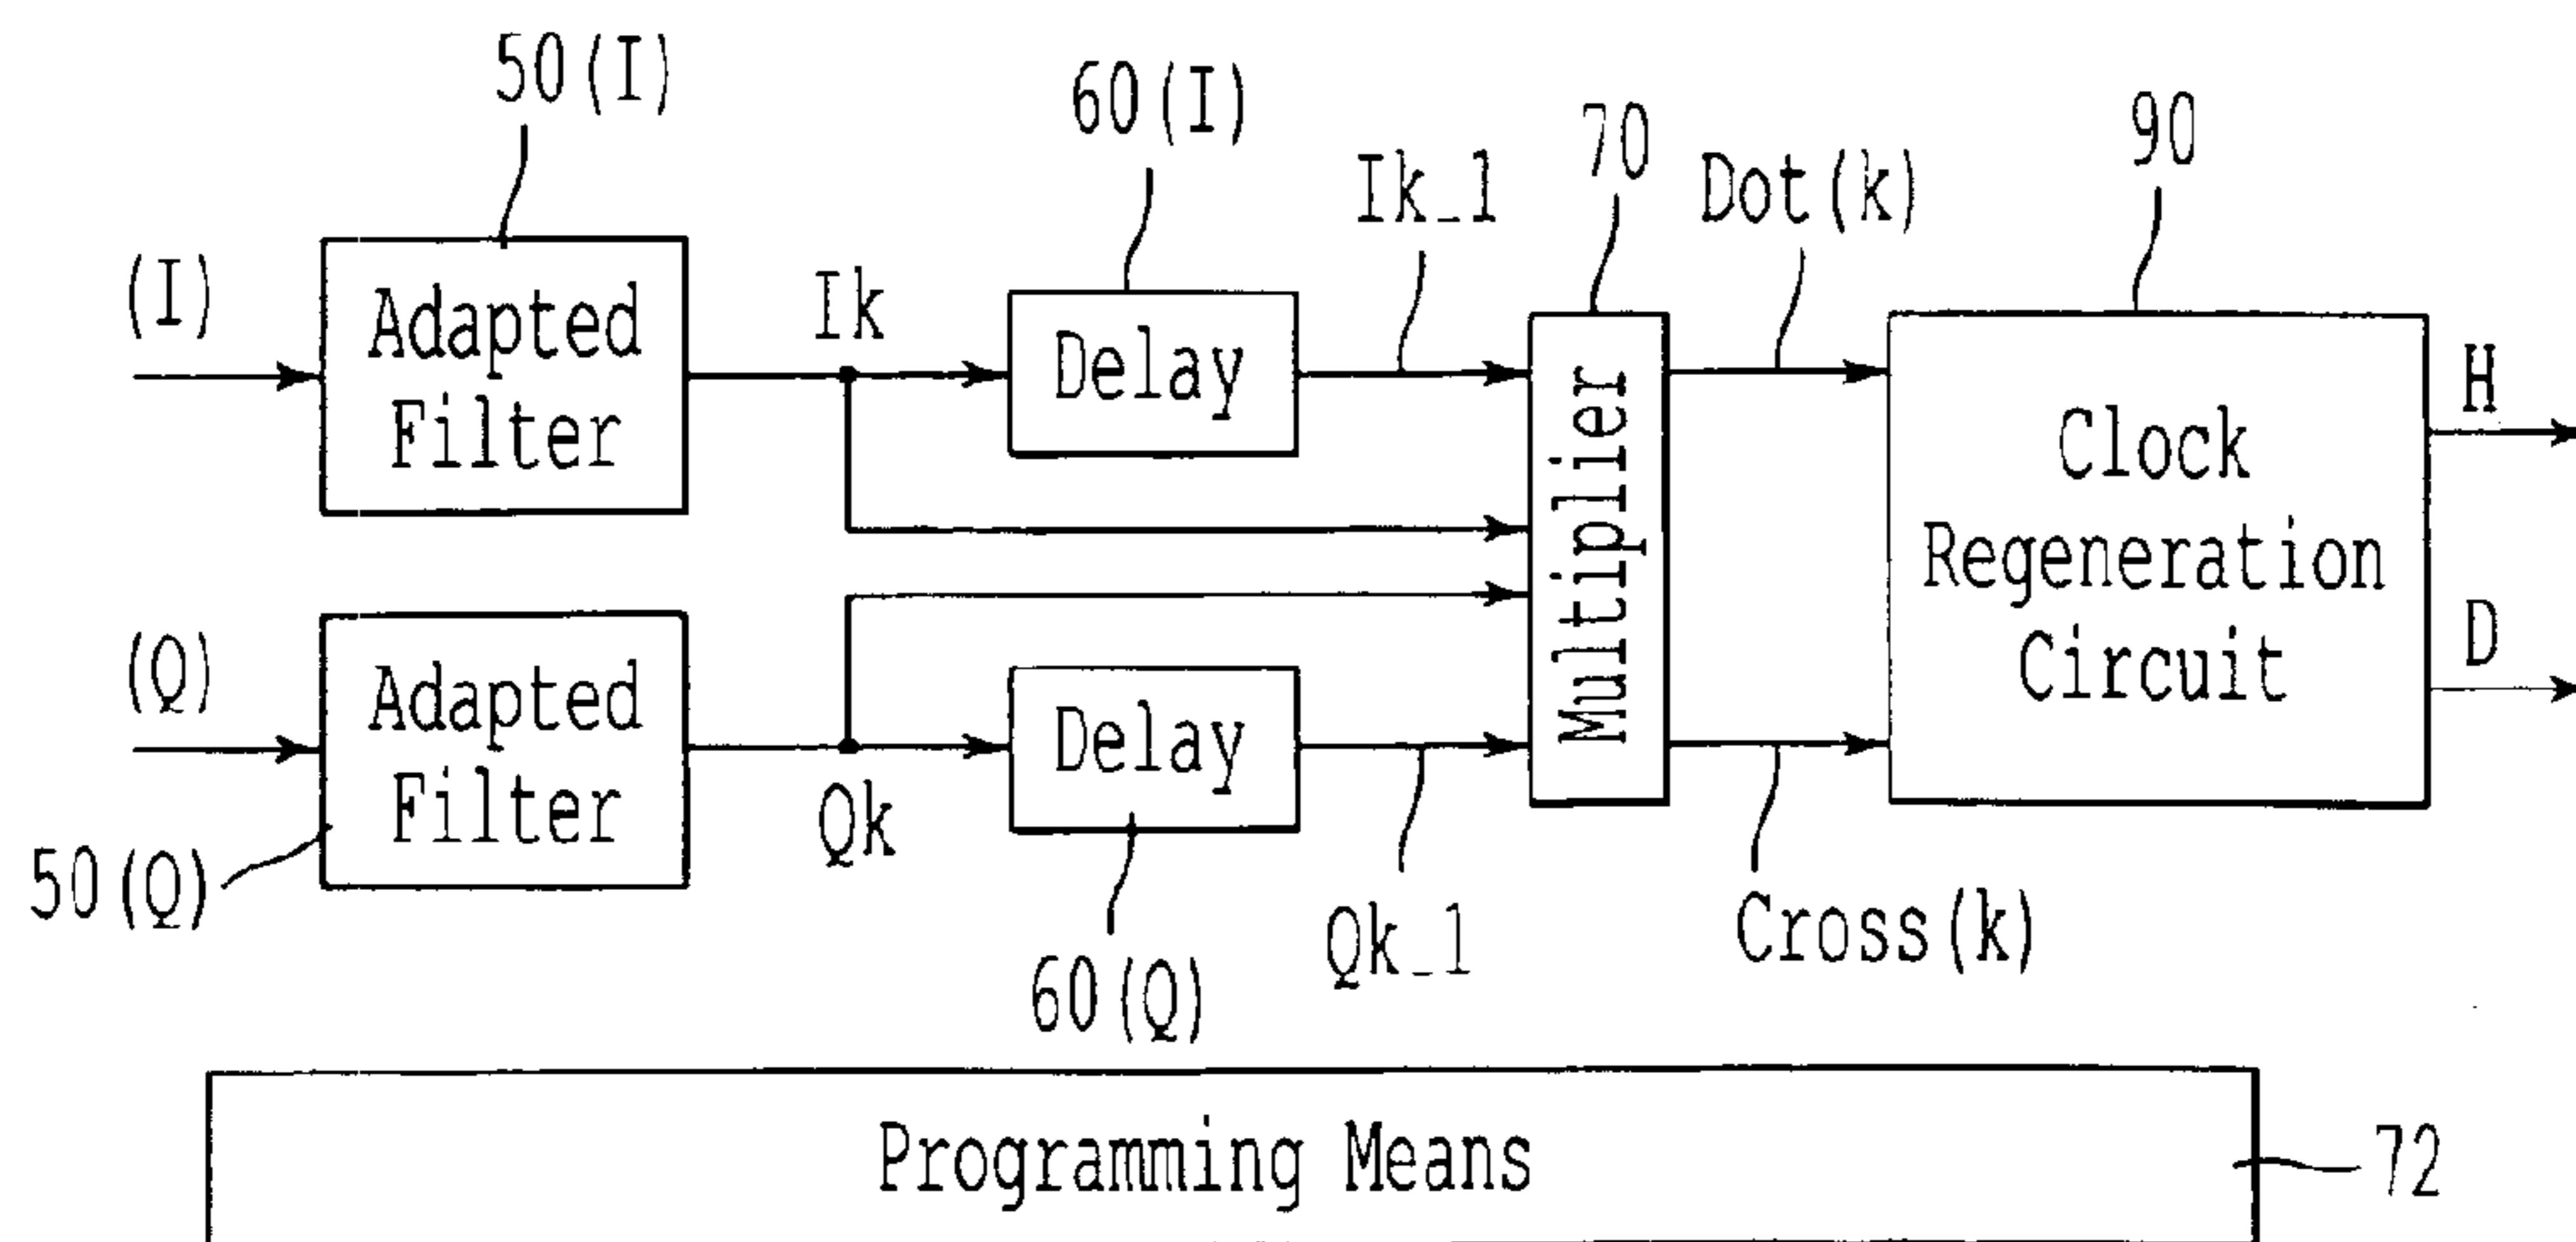 50(I)
60(I)
Ik_1
70
Dot(k)
90
(I)
Adapted
Filter
Ik
Delay
Multiplier
Clock
Regeneration
Circuit
H
D
(Q)
Adapted
Filter
Qk
Delay
50(Q)
60(Q)
Qk_1
Cross(k)
Programming Means
72